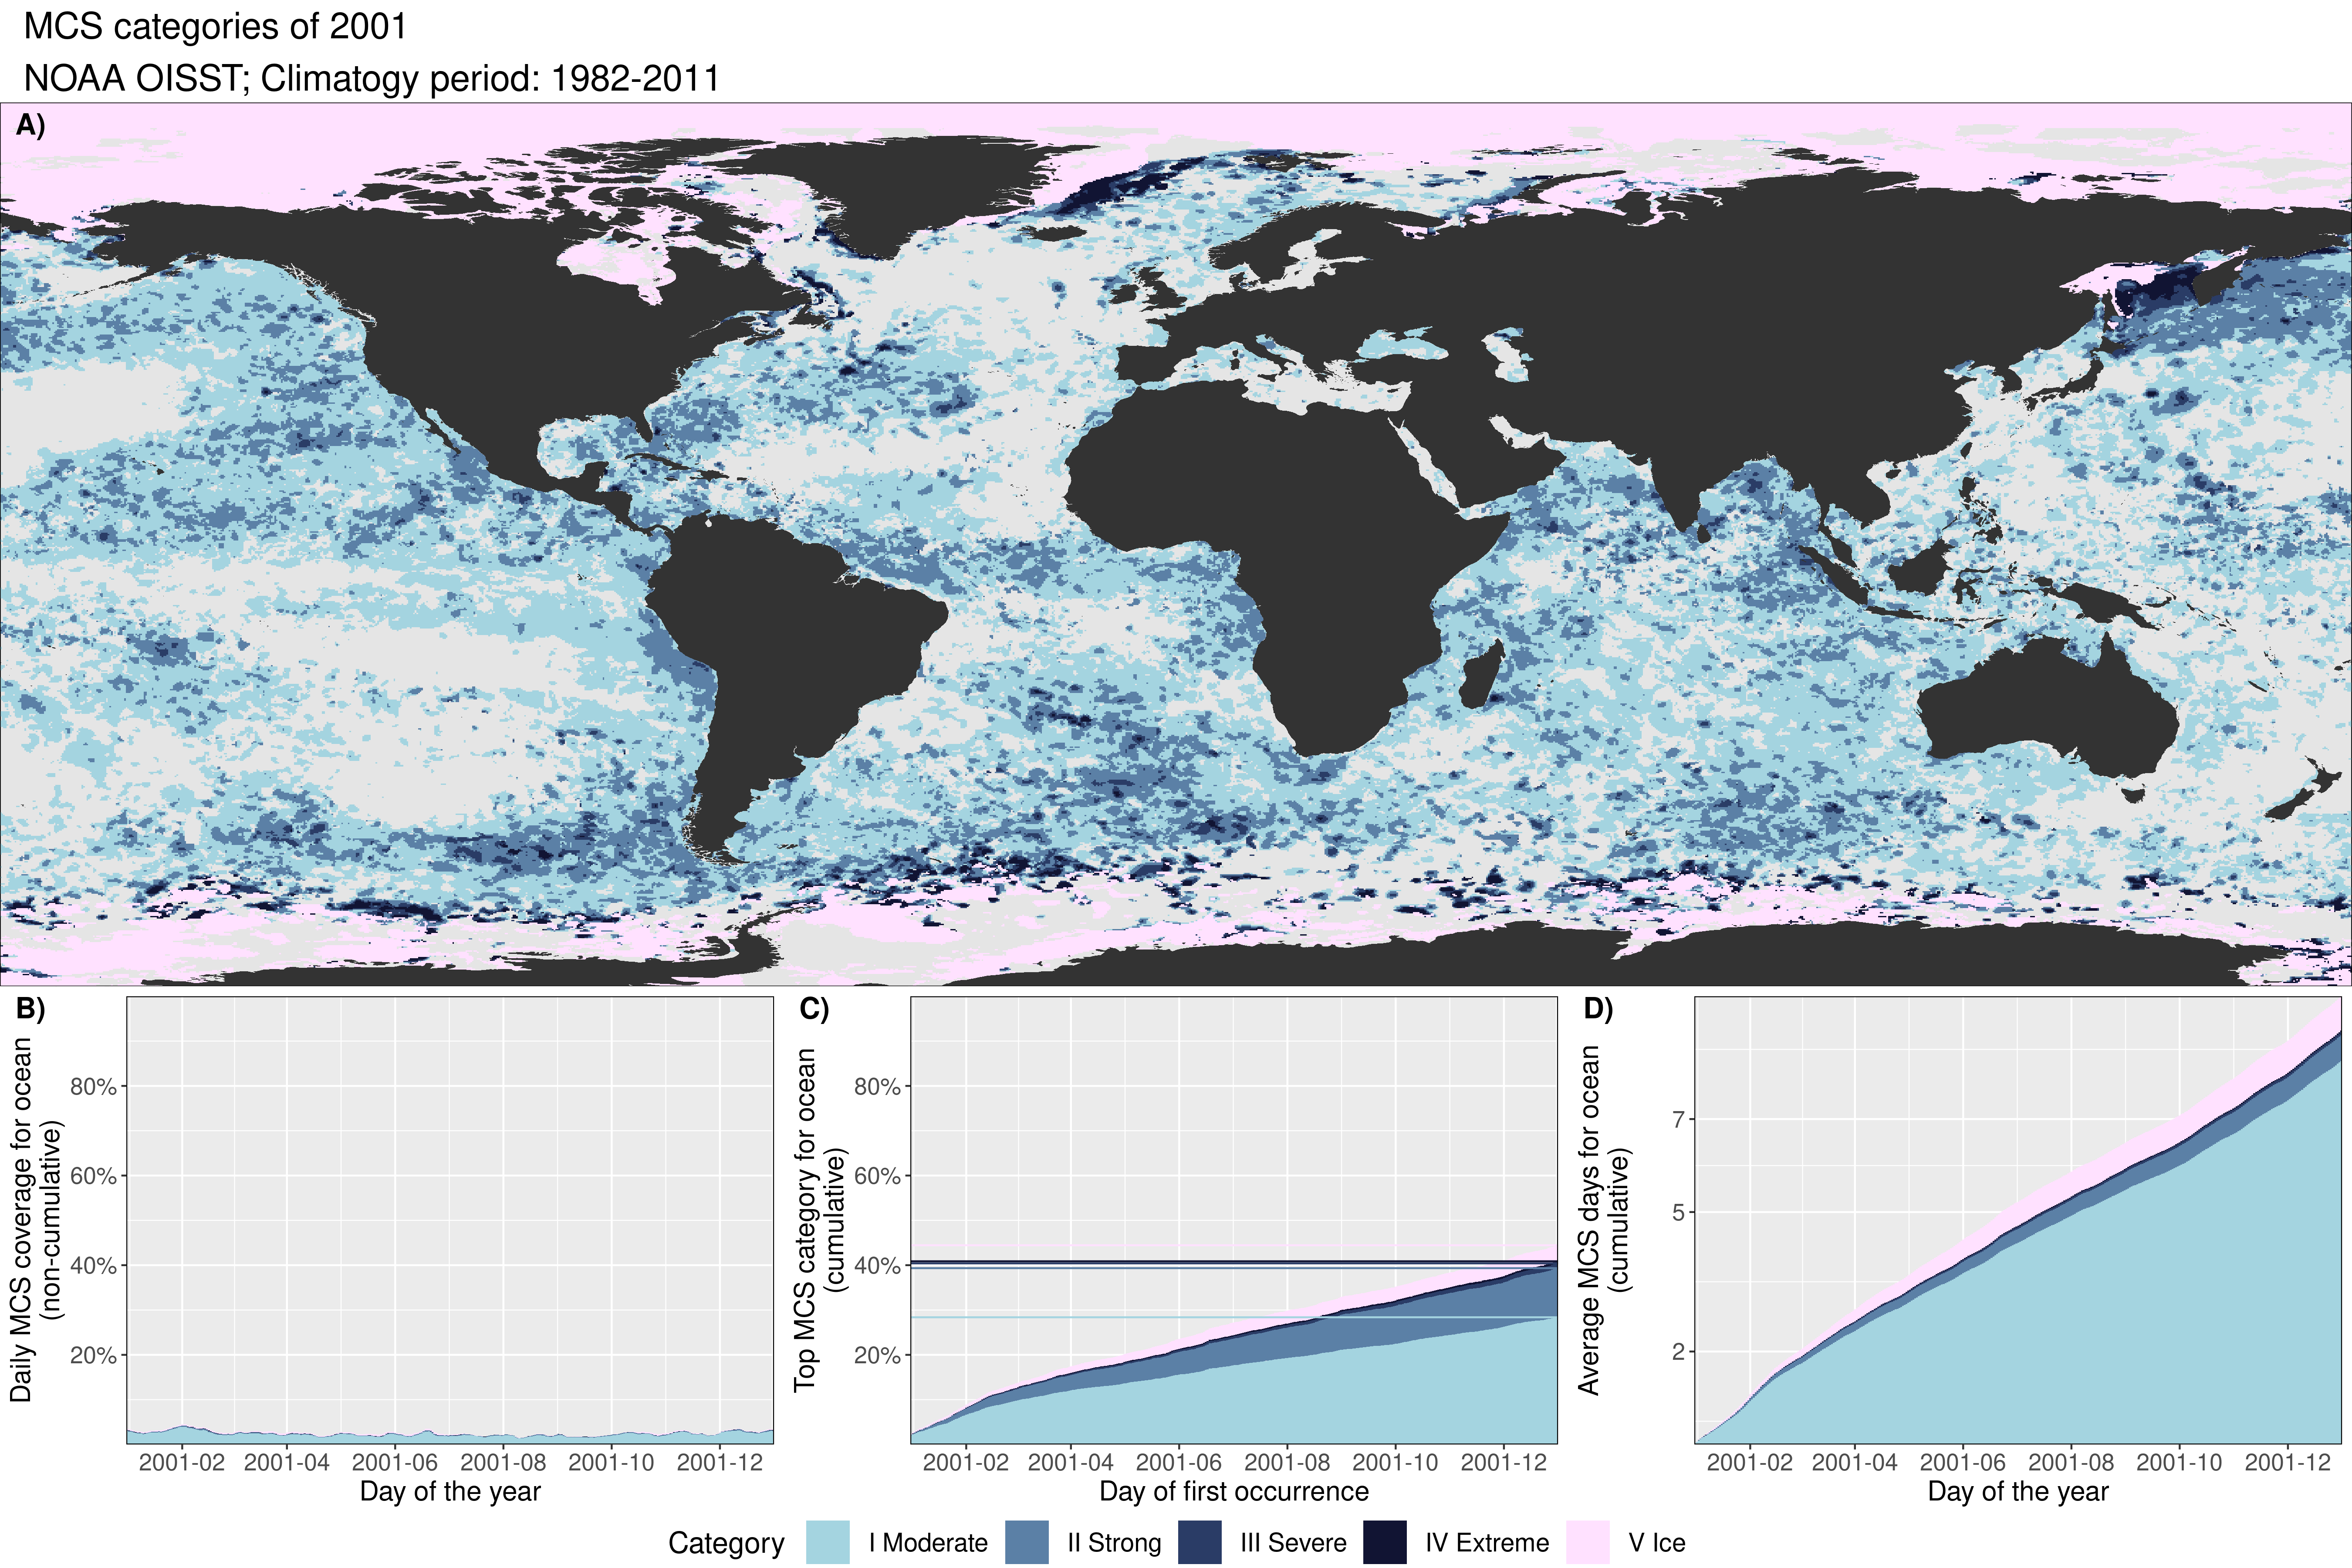 MCS categories of 2001
NOAA OISST; Climatogy period: 1982-2011
A)
B)
Daily MCS coverage for ocean
(non-cumulative)
80%
60%
40%
20%
2001-02 2001-04 2001-06 2001-08 2001-10 2001-12
Day of the year
C)
Top MCS category for ocean
(cumulative)
80%
60%
40%
20%
2001-02 2001-04 2001-06 2001-08 2001-10 2001-12
Day of first occurrence
D)
Average MCS days for ocean
(cumulative)
7
5
2
2001-02 2001-04 2001-06 2001-08 2001-10 2001-12
Day of the year
Category I Moderate II Strong III Severe IV Extreme V Ice